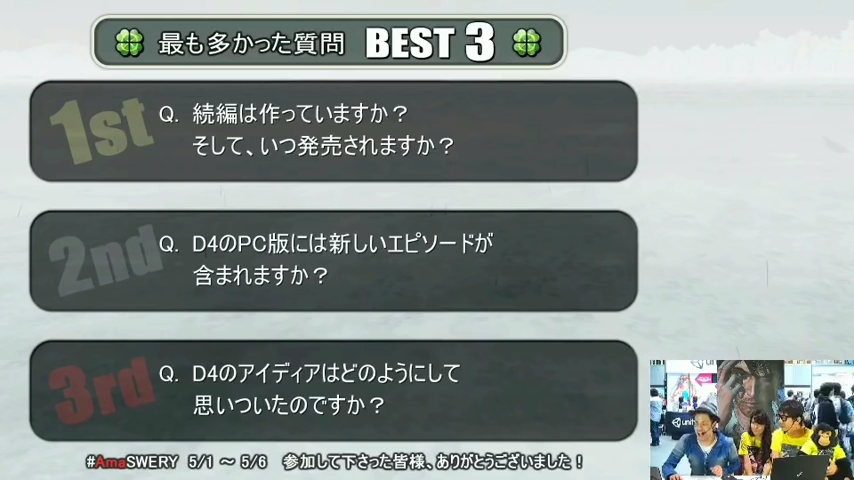 最も多かった質問 BEST 3
1st
Q. 続編は作っていますか？
そして、いつ発売されますか？
2nd
Q. D4のPC版には新しいエピソードが
含まれますか？
3rd
Q. D4のアイディアはどのようにして
思いついたのですか？
#AmaSWERY 5/1 ～ 5/6 参加して下さった皆様、ありがとうございました！
unity